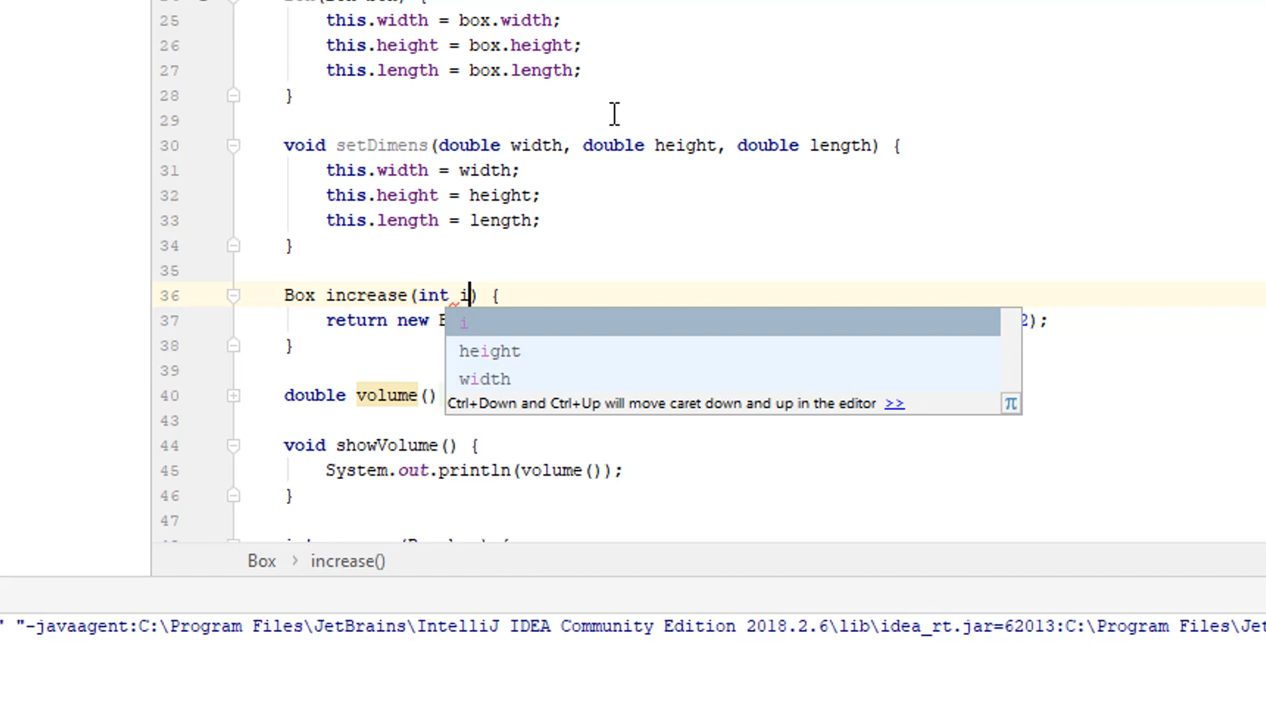 25 this.width = box.width;
26 this.height = box.height;
27 this.length = box.length;
28 }
29
30 void setDimens(double width, double height, double length) {
31 this.width = width;
32 this.height = height;
33 this.length = length;
34 }
35
36 Box increase(int i) {
37 return new 2);
i
38 }
height
39
width
40 double volume()
Ctrl+Down and Ctrl+Up will move caret down and up in the editor >> π
43
44 void showVolume() {
45 System.out.println(volume());
46 }
47
Box > increase()
" "-javaagent:C:\Program Files\JetBrains\IntelliJ IDEA Community Edition 2018.2.6\lib\idea_rt.jar=62013:C:\Program Files\Jet